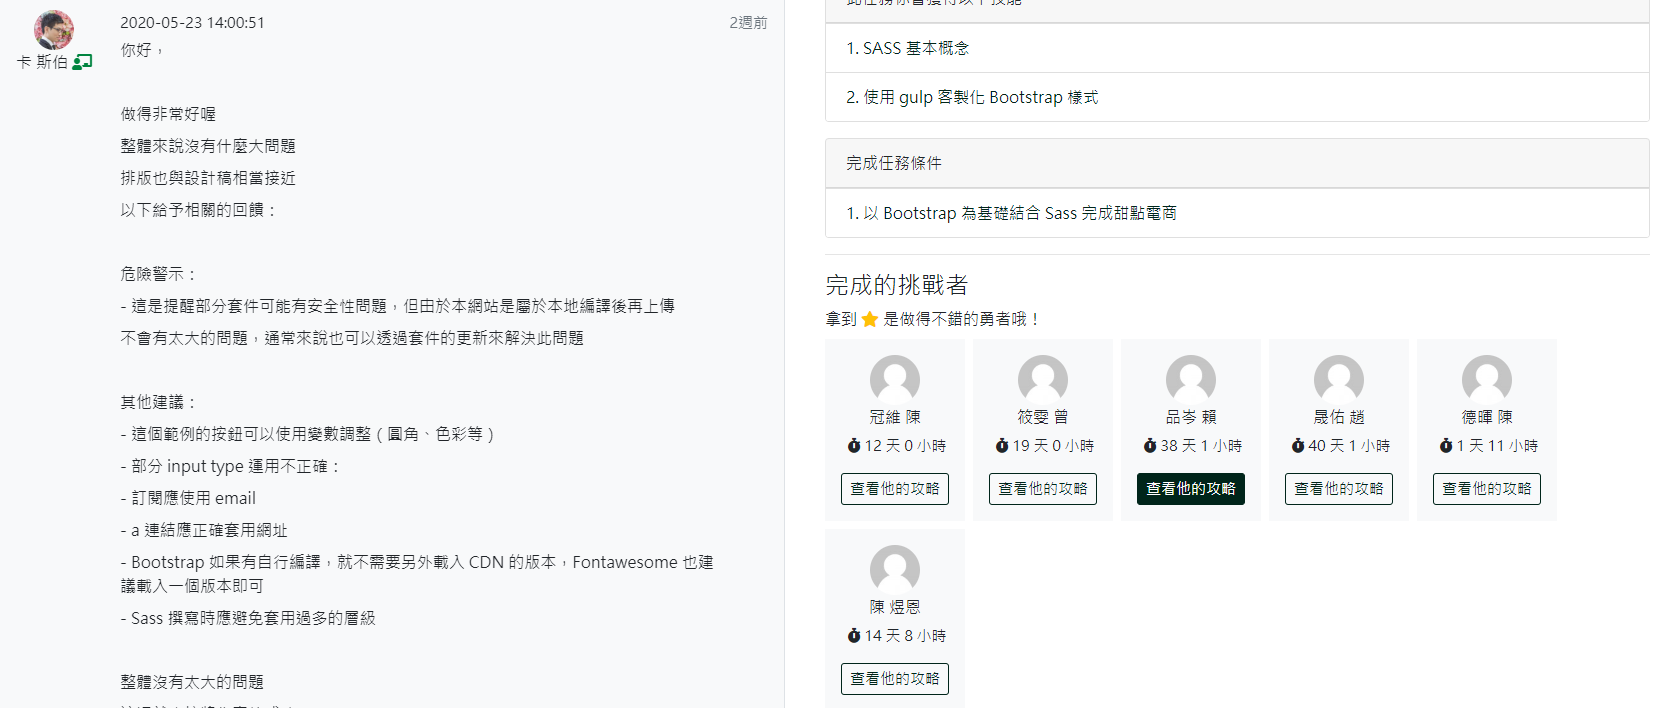 2020-05-23 14:00:51
2週前
卡 斯伯
你好，
做得非常好喔
整體來說沒有什麼大問題
排版也與設計稿相當接近
以下給予相關的回饋：
危險警示：
- 這是提醒部分套件可能有安全性問題，但由於本網站是屬於本地編譯後再上傳
不會有太大的問題，通常來說也可以透過套件的更新來解決此問題
其他建議：
- 這個範例的按鈕可以使用變數調整（圓角、色彩等）
- 部分 input type 運用不正確：
- 訂閱應使用 email
- a 連結應正確套用網址
- Bootstrap 如果有自行編譯，就不需要另外載入 CDN 的版本，Fontawesome 也建
議載入一個版本即可
- Sass 撰寫時應避免套用過多的層級
整體沒有太大的問題
1. SASS 基本概念
2. 使用 gulp 客製化 Bootstrap 樣式
完成任務條件
1. 以 Bootstrap 為基礎結合 Sass 完成甜點電商
完成的挑戰者
拿到 是做得不錯的勇者哦！
冠維 陳
12 天 0 小時
查看他的攻略
筱雯 曾
19 天 0 小時
查看他的攻略
品岑 賴
38 天 1 小時
查看他的攻略
晟佑 趙
40 天 1 小時
查看他的攻略
德暉 陳
1 天 11 小時
查看他的攻略
陳 煜恩
14 天 8 小時
查看他的攻略